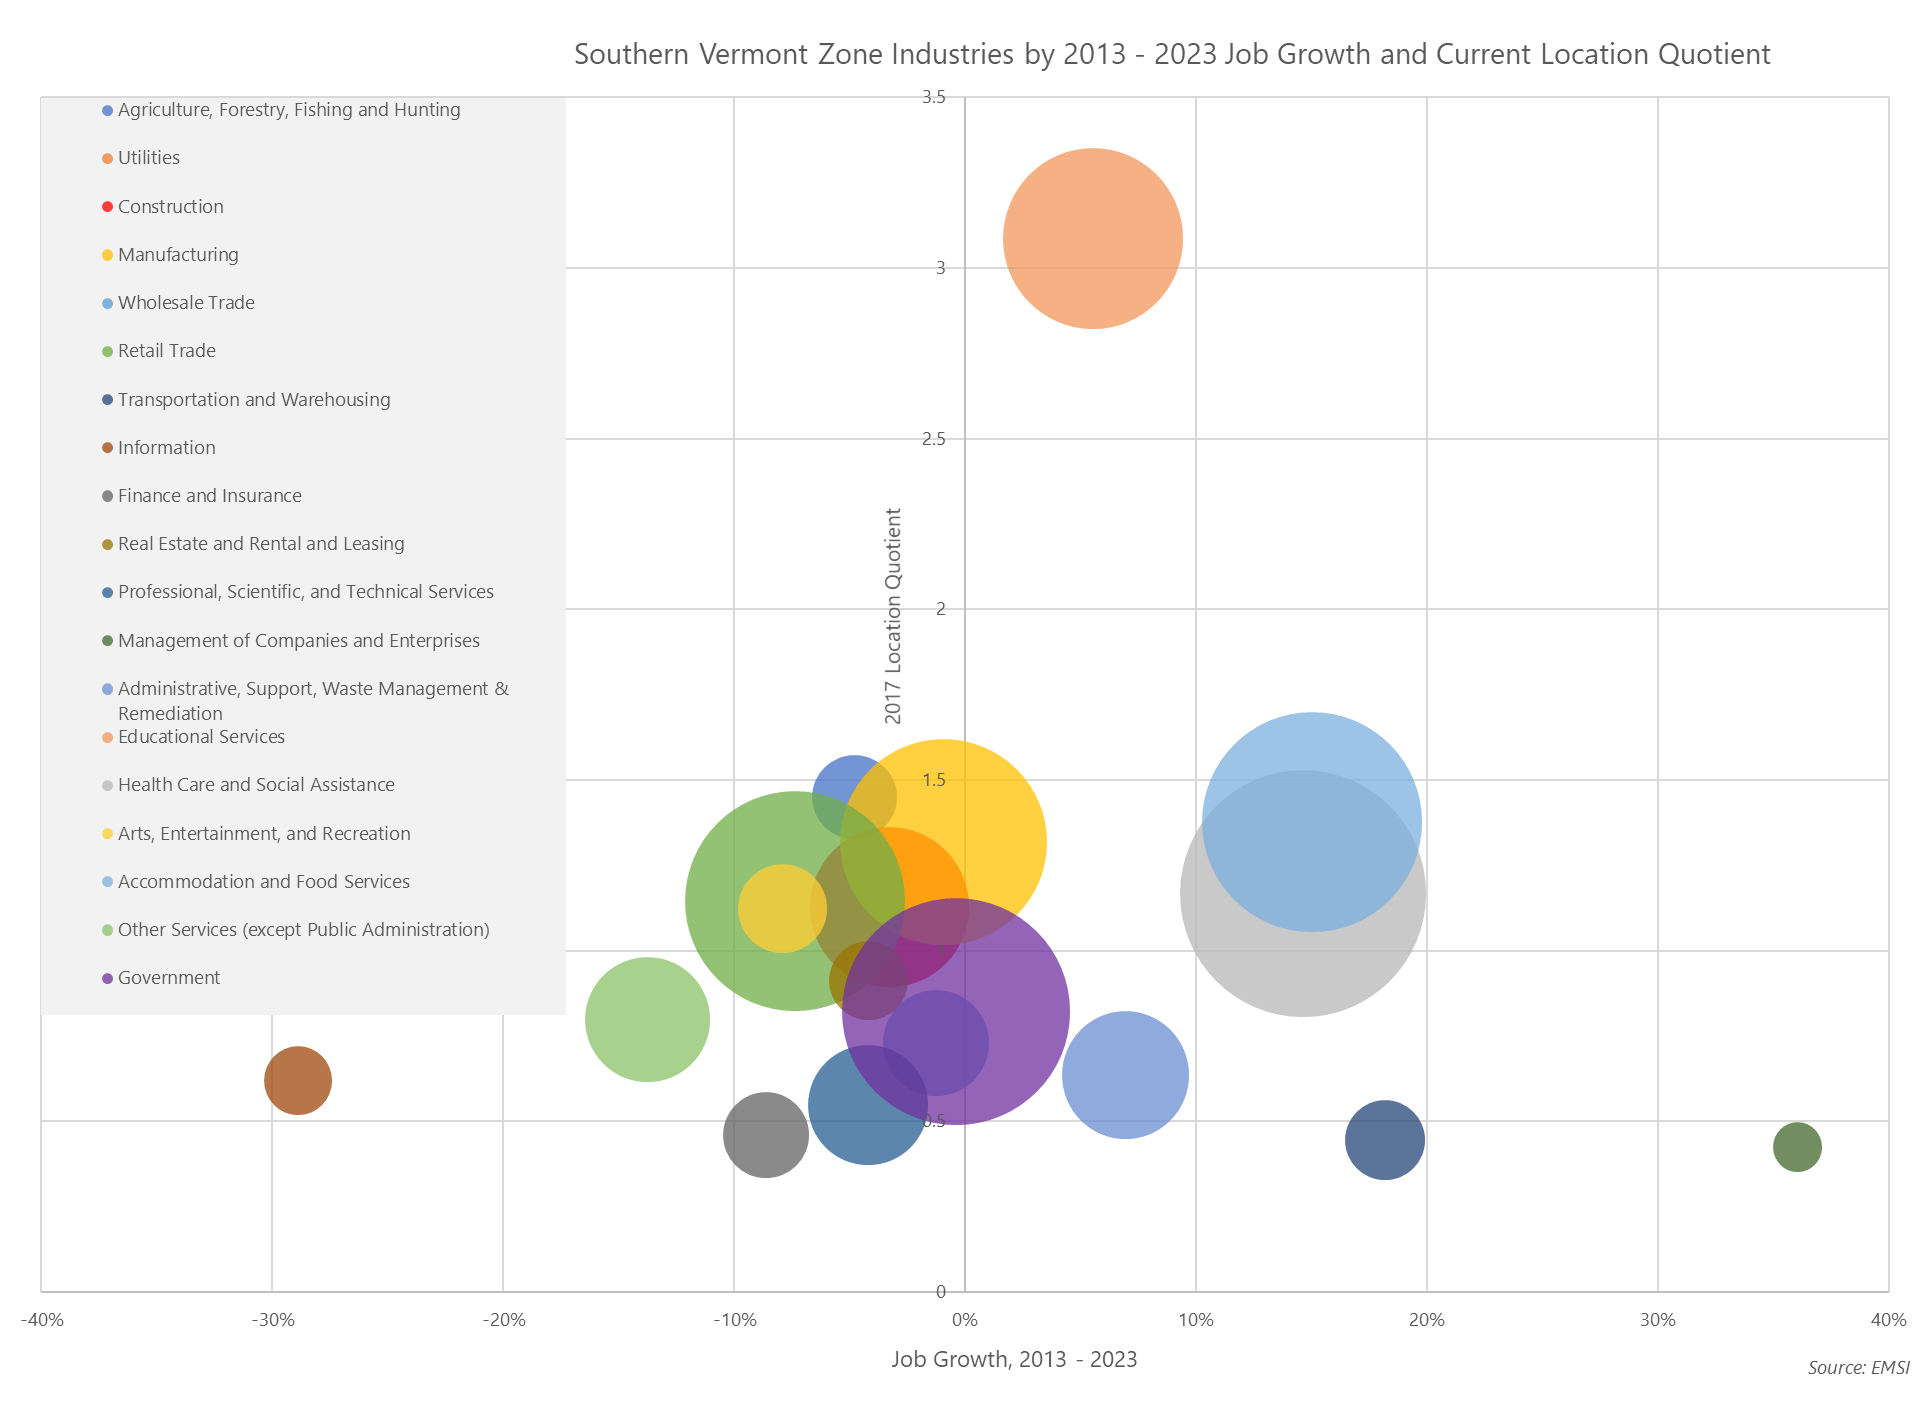 Southern Vermont Zone Industries by 2013 - 2023 Job Growth and Current Location Quotient
Agriculture, Forestry, Fishing and Hunting
Utilities
Construction
Manufacturing
Wholesale Trade
Retail Trade
Transportation and Warehousing
Information
Finance and Insurance
Real Estate and Rental and Leasing
Professional, Scientific, and Technical Services
Management of Companies and Enterprises
Administrative, Support, Waste Management &
Remediation
Educational Services
Health Care and Social Assistance
Arts, Entertainment, and Recreation
Accommodation and Food Services
Other Services (except Public Administration)
Government
3.5
3
2.5
2
1.5
0.5
0
2017 Location Quotient
-40%
-30%
-20%
-10%
0%
10%
20%
30%
40%
Job Growth, 2013 - 2023
Source: EMSI